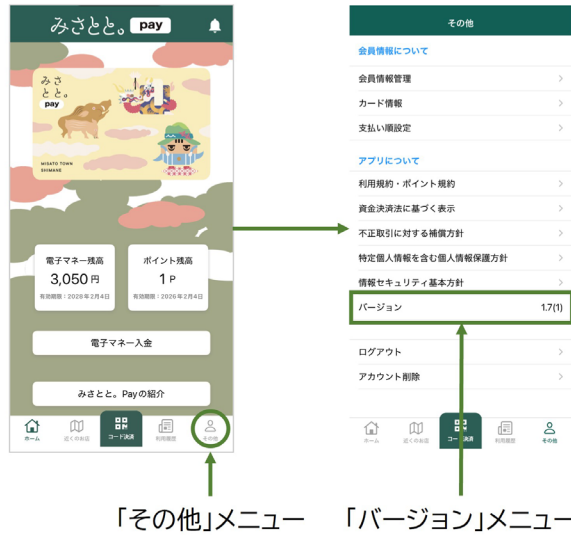 みさとと。 pay
みさ
とと。
pay
MISATO TOWN
SHIMANE
電子マネー残高
3,050 円
有効期限：2028年2月4日
ポイント残高
1 P
有効期限：2026年2月4日
電子マネー入金
みさとと。Payの紹介
ホーム
近くのお店
コード決済
利用履歴
その他
「その他」メニュー
その他
会員情報について
会員情報管理
カード情報
支払い順設定
アプリについて
利用規約・ポイント規約
資金決済法に基づく表示
不正取引に対する補償方針
特定個人情報を含む個人情報保護方針
情報セキュリティ基本方針
バージョン 1.7(1)
ログアウト
アカウント削除
ホーム
近くのお店
コード決済
利用履歴
その他
「バージョン」メニュー